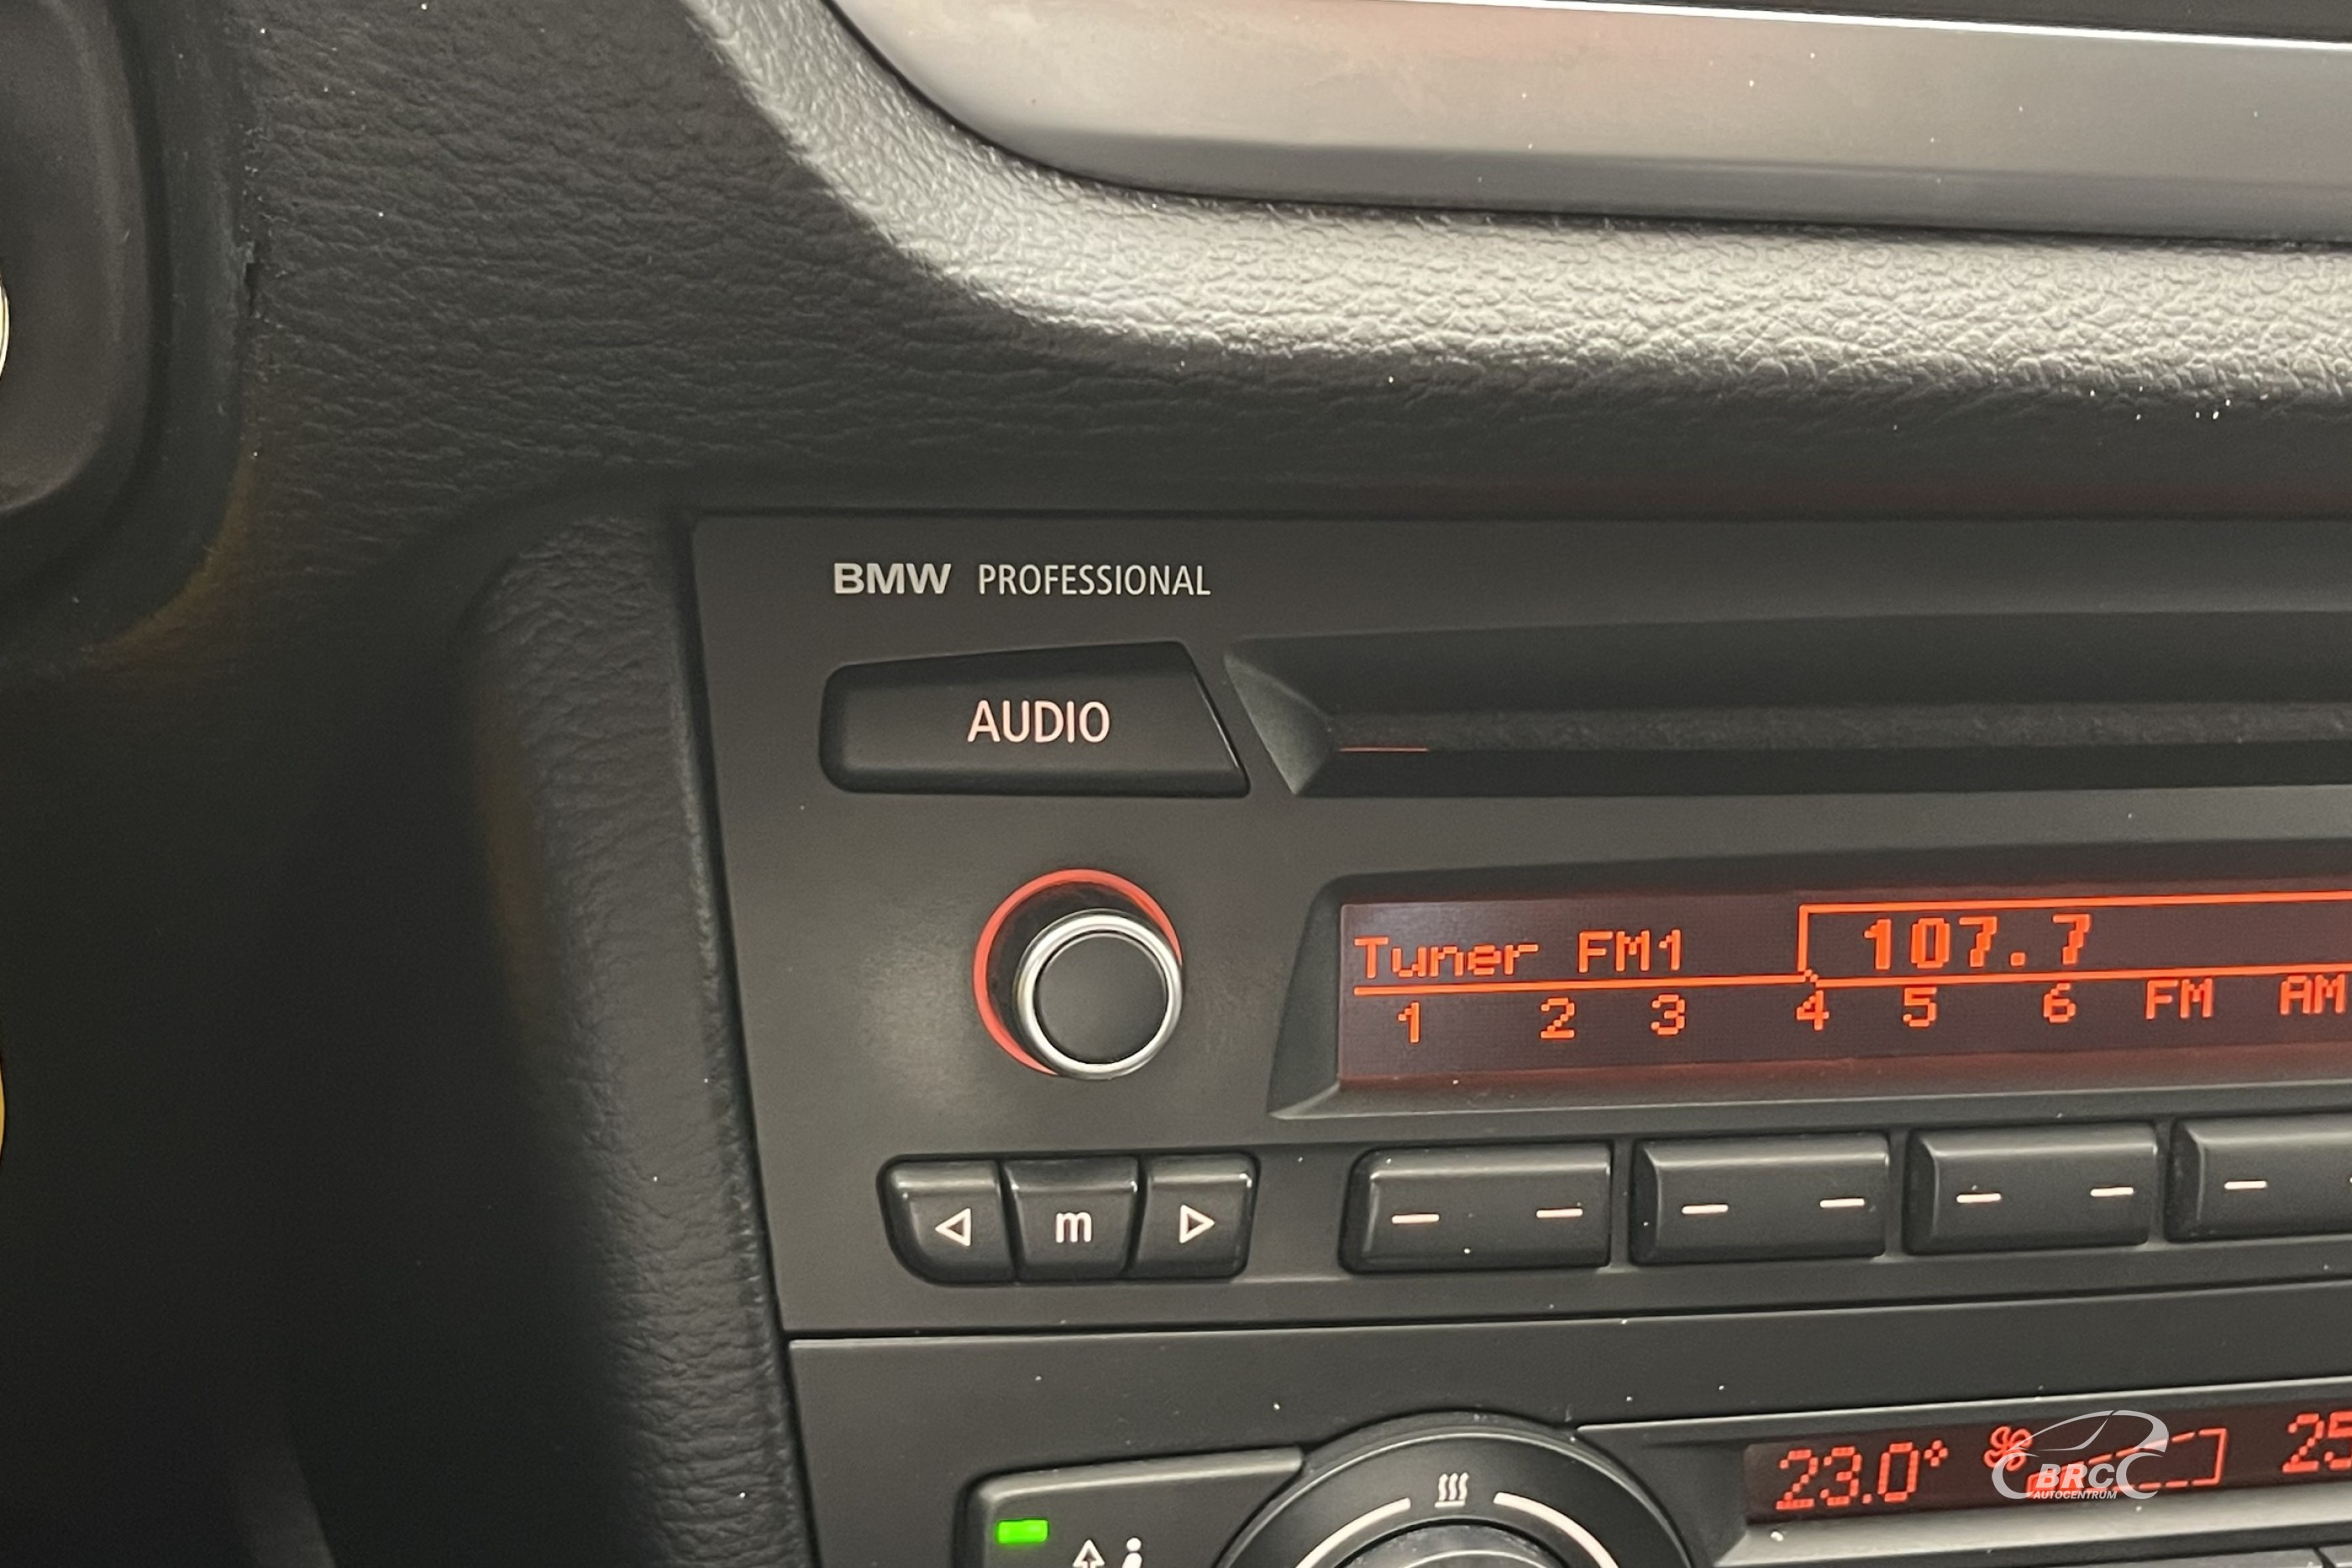 BMW PROFESSIONAL
AUDIO
Tuner FM1 107.7
1 2 3 4 5 6 FM AM
m
23.0° 25
BRC
AUTOCENTRUM